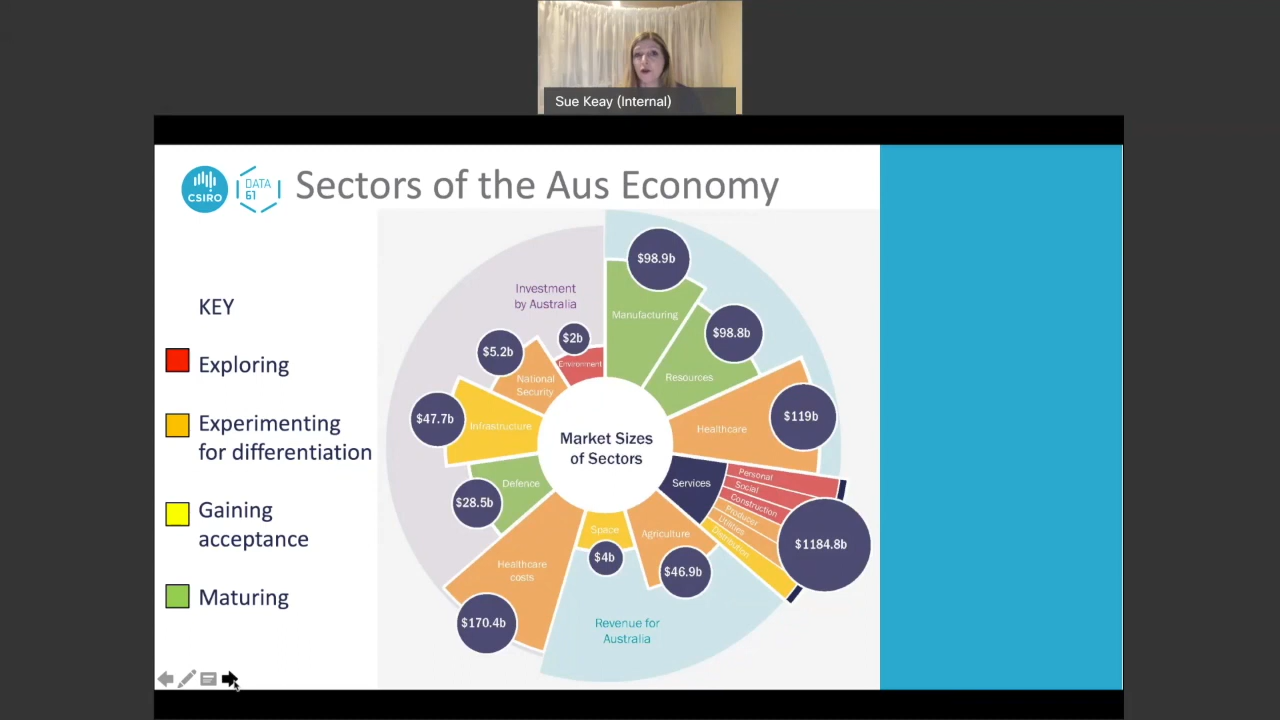 Sue Keay (Internal)
CSIRO
DATA
61
Sectors of the Aus Economy
KEY
Exploring
Experimenting
for differentiation
Gaining
acceptance
Maturing
Investment
by Australia
$98.9b
Manufacturing
$98.8b
Resources
$119b
Healthcare
Services
Personal
Social
Construction
Producer
Utilities
Distribution
$1184.8b
Agriculture
$46.9b
Space
$4b
Revenue for
Australia
Healthcare
costs
$170.4b
Defence
$28.5b
Infrastructure
$47.7b
National
Security
$5.2b
Environment
$2b
Market Sizes
of Sectors